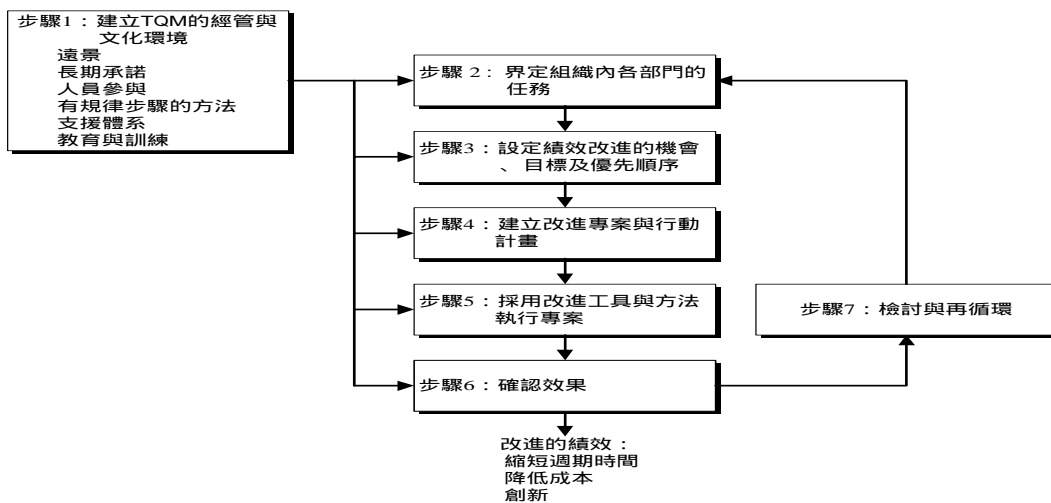 步驟1：建立TQM的經管與
文化環境
遠景
長期承諾
人員參與
有規律步驟的方法
支援體系
教育與訓練
步驟 2： 界定組織內各部門的
任務
步驟3：設定績效改進的機會
、目標及優先順序
步驟4：建立改進專案與行動
計畫
步驟5：採用改進工具與方法
執行專案
步驟6：確認效果
步驟7：檢討與再循環
改進的績效：
縮短週期時間
降低成本
創新